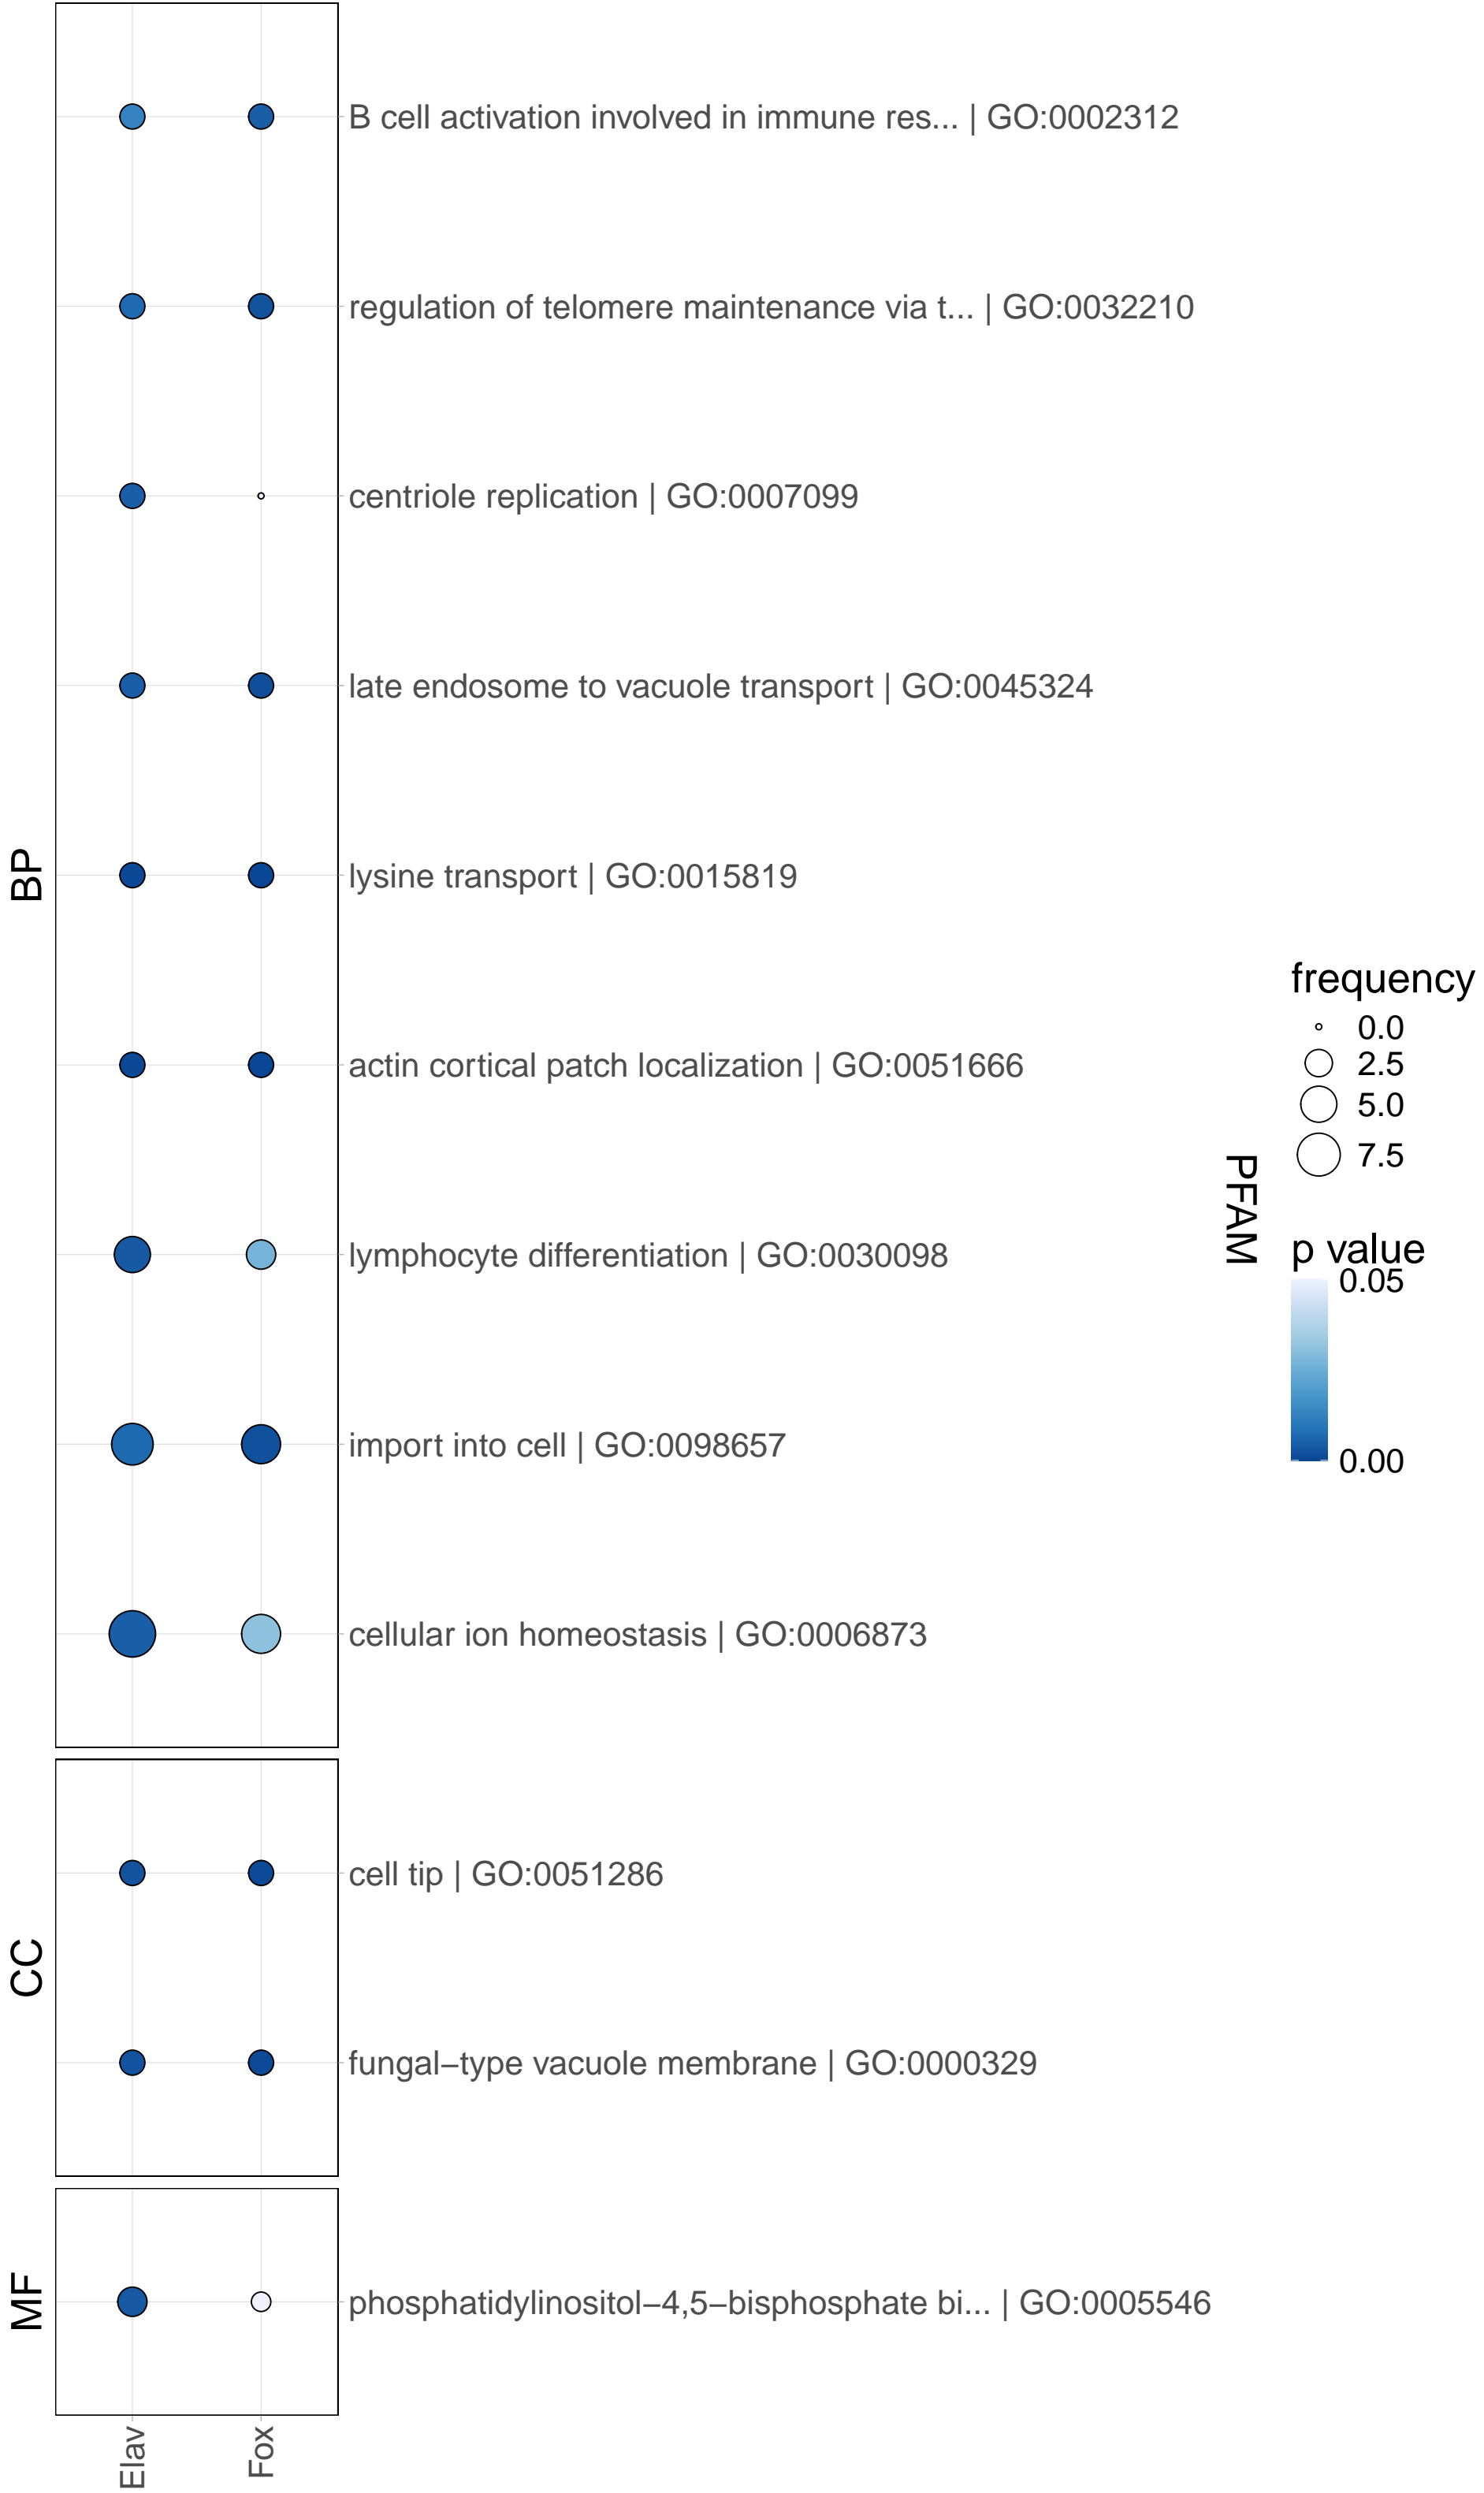 BP
B cell activation involved in immune res... | GO:0002312
regulation of telomere maintenance via t... | GO:0032210
centriole replication | GO:0007099
late endosome to vacuole transport | GO:0045324
lysine transport | GO:0015819
actin cortical patch localization | GO:0051666
lymphocyte differentiation | GO:0030098
import into cell | GO:0098657
cellular ion homeostasis | GO:0006873
CC
cell tip | GO:0051286
fungal−type vacuole membrane | GO:0000329
MF
phosphatidylinositol−4,5−bisphosphate bi... | GO:0005546
Elav
Fox
PFAM
frequency
0.0
2.5
5.0
7.5
p value
0.05
0.00